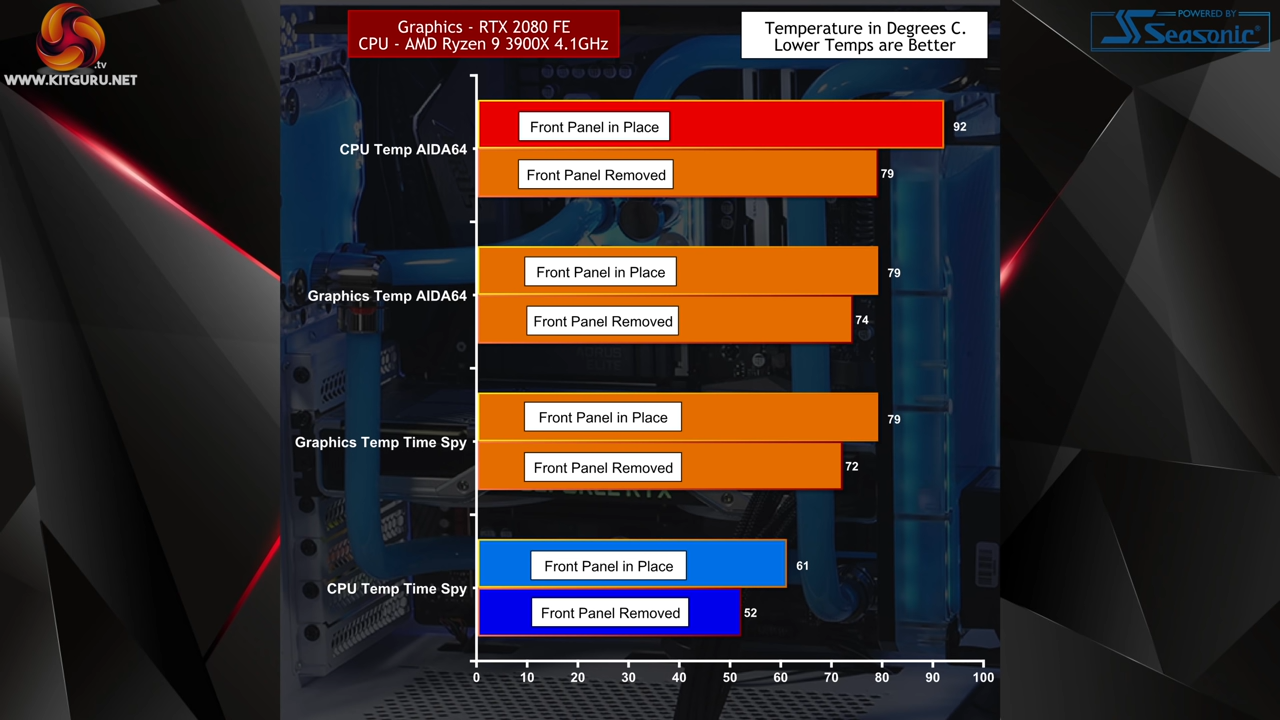 Graphics - RTX 2080 FE
CPU - AMD Ryzen 9 3900X 4.1GHz
Temperature in Degrees C.
Lower Temps are Better
POWERED BY
Seasonic
.tv
WWW.KITGURU.NET
CPU Temp AIDA64
Front Panel in Place
92
Front Panel Removed
79
Graphics Temp AIDA64
Front Panel in Place
79
Front Panel Removed
74
Graphics Temp Time Spy
Front Panel in Place
79
Front Panel Removed
72
CPU Temp Time Spy
Front Panel in Place
61
Front Panel Removed
52
0 10 20 30 40 50 60 70 80 90 100